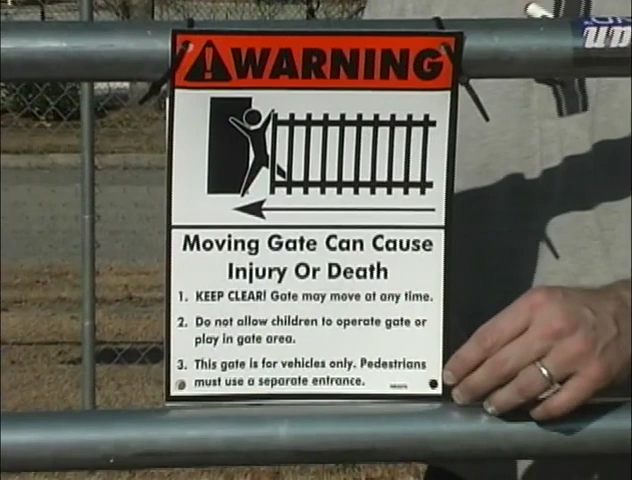 WARNING
Moving Gate Can Cause
Injury Or Death
1. KEEP CLEAR! Gate may move at any time.
2. Do not allow children to operate gate or
play in gate area.
3. This gate is for vehicles only. Pedestrians
must use a separate entrance.